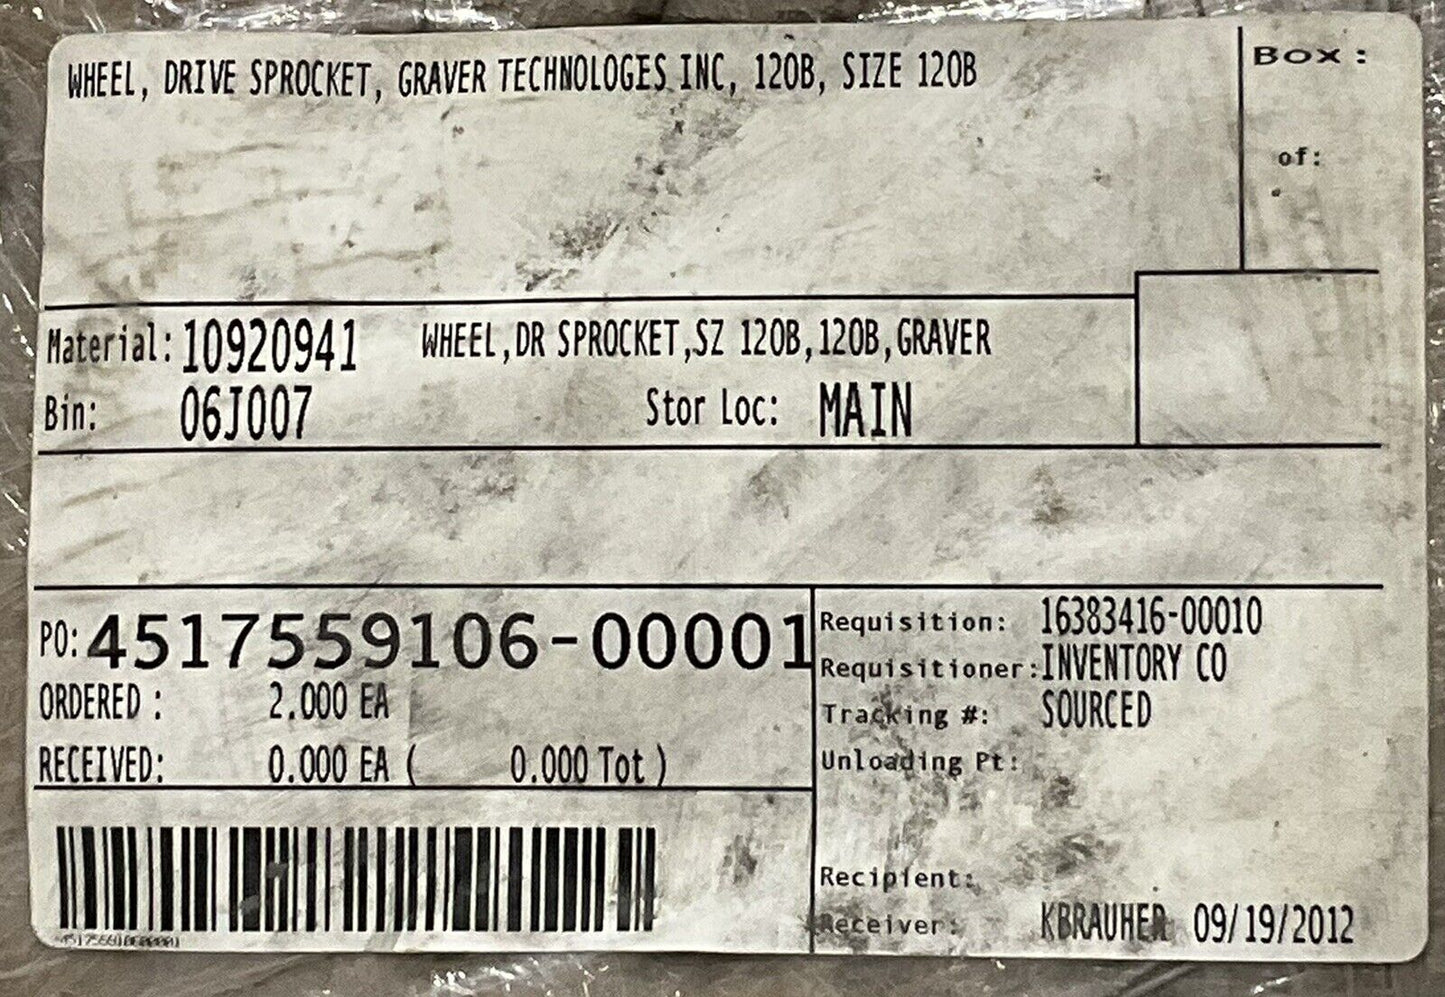 WHEEL, DRIVE SPROCKET, GRAVER TECHNOLOGES INC, 120B, SIZE 120B
Box :
of:
Material: 10920941 WHEEL,DR SPROCKET,SZ 120B,120B,GRAVER
Bin: 06J007 Stor Loc: MAIN
PO: 4517559106-00001
ORDERED : 2.000 EA
RECEIVED: 0.000 EA ( 0.000 Tot )
Requisition: 16383416-00010
Requisitioner: INVENTORY CO
Tracking #: SOURCED
Unloading Pt:
Recipient:
Receiver: KBRAUHER 09/19/2012